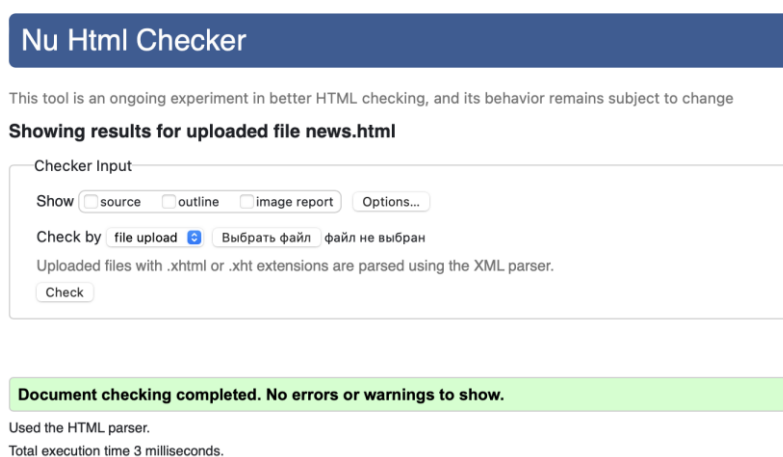 Nu Html Checker
This tool is an ongoing experiment in better HTML checking, and its behavior remains subject to change
Showing results for uploaded file news.html
Checker Input
Show source outline image report Options...
Check by file upload Выбрать файл файл не выбран
Uploaded files with .xhtml or .xht extensions are parsed using the XML parser.
Check
Document checking completed. No errors or warnings to show.
Used the HTML parser.
Total execution time 3 milliseconds.